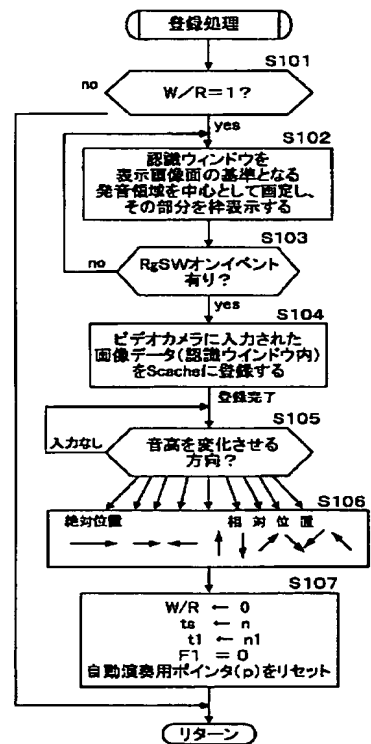 登録処理
S101
no
W/R=1?
yes
S102
認識ウィンドウを
表示画像面の基準となる
発音領域を中心として画定し、
その部分を枠表示する
S103
no
RgSWオンイベント
有り?
yes
S104
ビデオカメラに入力された
画像データ(認識ウインドウ内)
をScacheに登録する
登録完了
S105
入力なし
音高を変化させる
方向?
S106
絶対位置 相対位置
S107
W/R ← 0
ts ← n
t1 ← n1
F1 = 0
自動演奏用ポインタ(p)をリセット
リターン